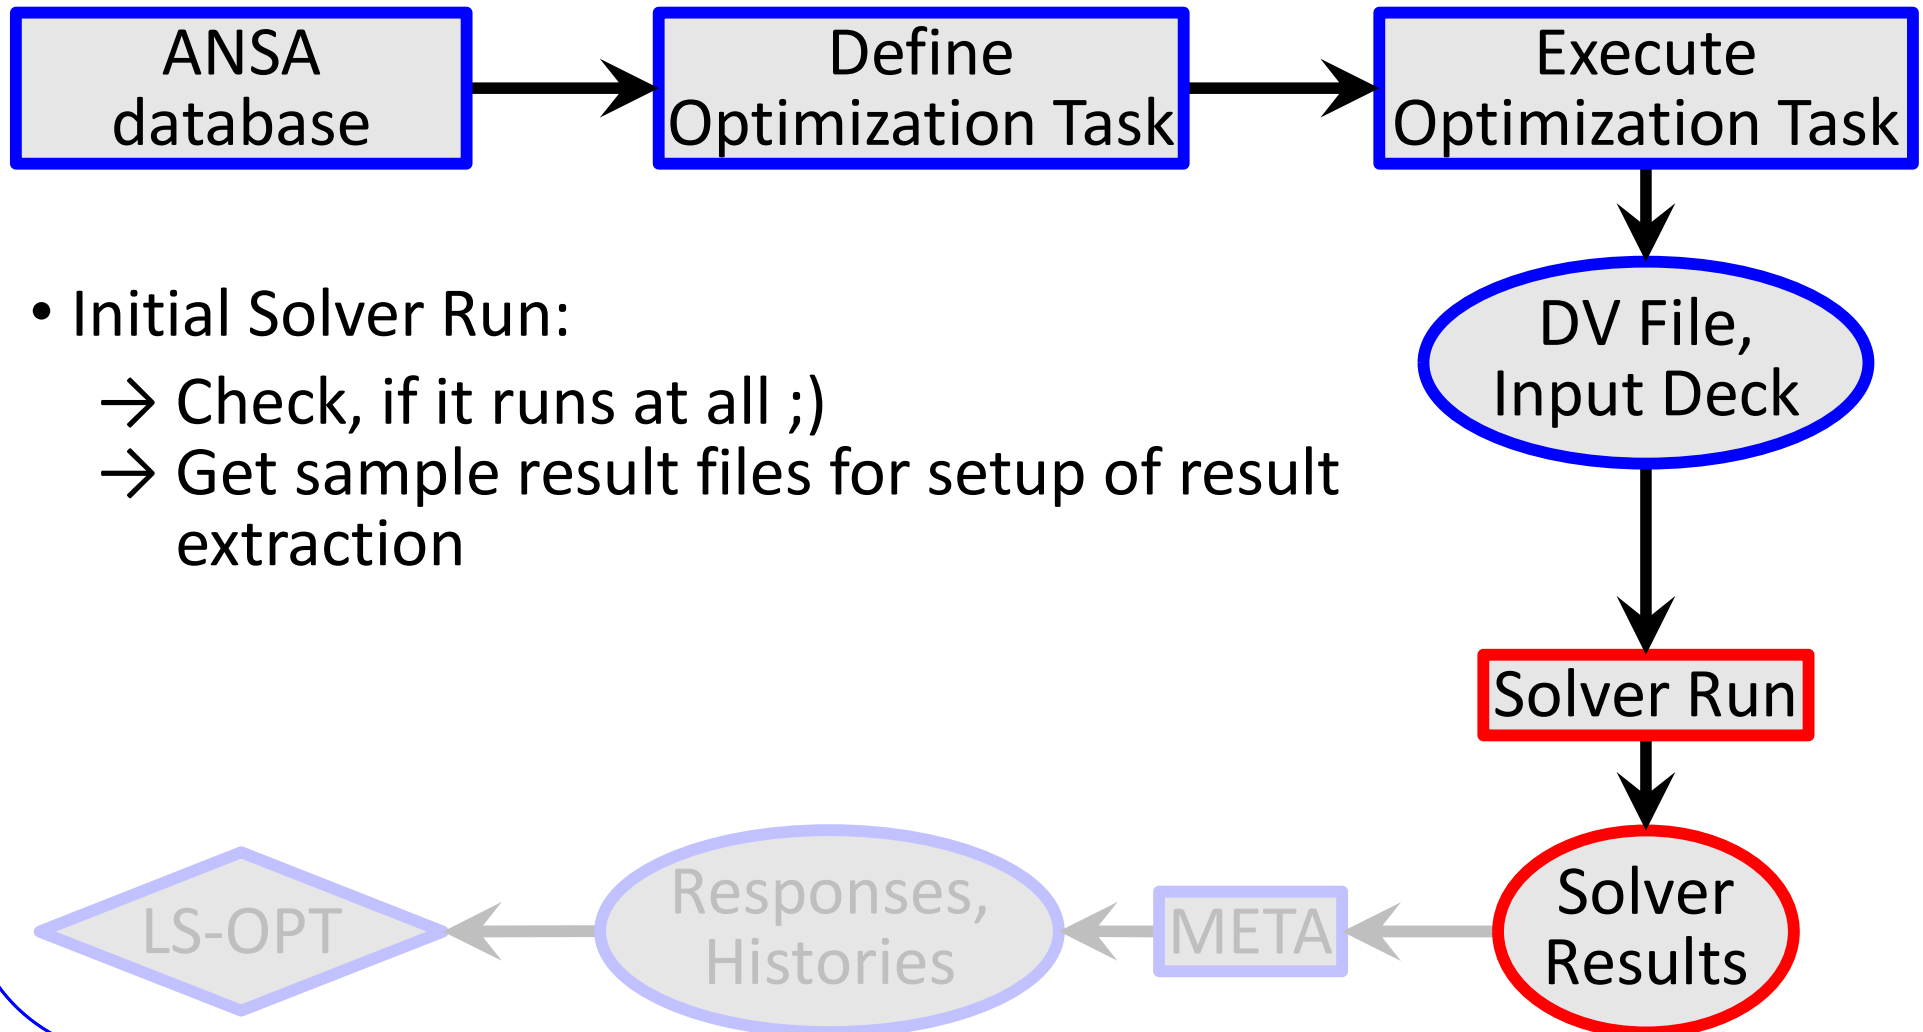 ANSA
database
Define
Optimization Task
Execute
Optimization Task
• Initial Solver Run:
→ Check, if it runs at all ;)
→ Get sample result files for setup of result
extraction
DV File,
Input Deck
Solver Run
Solver
Results
META
Responses,
Histories
LS-OPT